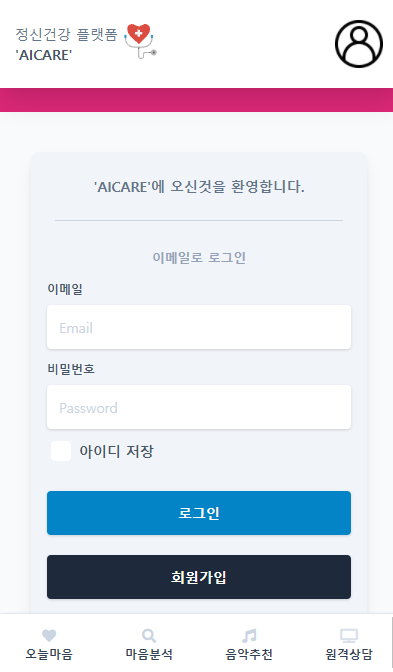 정신건강 플랫폼
'AICARE'
'AICARE'에 오신것을 환영합니다.
이메일로 로그인
이메일
Email
비밀번호
Password
아이디 저장
로그인
회원가입
오늘마음 마음분석 음악추천 원격상담